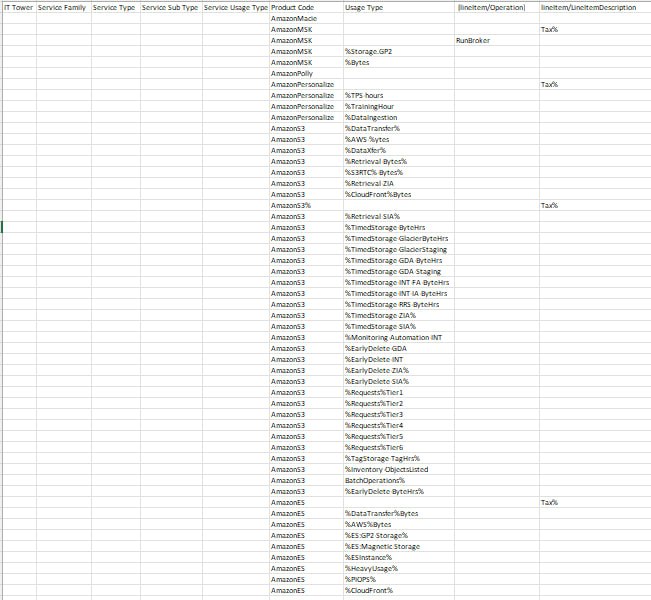 IT Tower Service Family Service Type Service Sub Type Service Usage Type Product Code Usage Type [lineItem/Operation] lineItem/LineItemDescription
AmazonMacie
AmazonMSK Tax%
AmazonMSK RunBroker
AmazonMSK %Storage.GP2
AmazonMSK %Bytes
AmazonPolly
AmazonPersonalize Tax%
AmazonPersonalize %TPS-hours
AmazonPersonalize %TrainingHour
AmazonPersonalize %DataIngestion
AmazonS3 %DataTransfer%
AmazonS3 %AWS-%ytes
AmazonS3 %DataXfer%
AmazonS3 %Retrieval-Bytes%
AmazonS3 %S3RTC%-Bytes%
AmazonS3 %Retrieval-ZIA
AmazonS3 %CloudFront%Bytes
AmazonS3% Tax%
AmazonS3 %Retrieval-SIA%
AmazonS3 %TimedStorage-ByteHrs
AmazonS3 %TimedStorage-GlacierByteHrs
AmazonS3 %TimedStorage-GlacierStaging
AmazonS3 %TimedStorage-GDA-ByteHrs
AmazonS3 %TimedStorage-GDA-Staging
AmazonS3 %TimedStorage-INT-FA-ByteHrs
AmazonS3 %TimedStorage-INT-IA-ByteHrs
AmazonS3 %TimedStorage-RRS-ByteHrs
AmazonS3 %TimedStorage-ZIA%
AmazonS3 %TimedStorage-SIA%
AmazonS3 %Monitoring-Automation-INT
AmazonS3 %EarlyDelete-GDA
AmazonS3 %EarlyDelete-INT
AmazonS3 %EarlyDelete-ZIA%
AmazonS3 %EarlyDelete-SIA%
AmazonS3 %Requests%Tier1
AmazonS3 %Requests%Tier2
AmazonS3 %Requests%Tier3
AmazonS3 %Requests%Tier4
AmazonS3 %Requests%Tier5
AmazonS3 %Requests%Tier6
AmazonS3 %TagStorage-TagHrs%
AmazonS3 %Inventory-ObjectsListed
AmazonS3 BatchOperations%
AmazonS3 %EarlyDelete-ByteHrs%
AmazonES Tax%
AmazonES %DataTransfer%Bytes
AmazonES %AWS%Bytes
AmazonES %ES:GP2-Storage%
AmazonES %ES:Magnetic-Storage
AmazonES %ESInstance%
AmazonES %HeavyUsage%
AmazonES %PIOPS%
AmazonES %CloudFront%